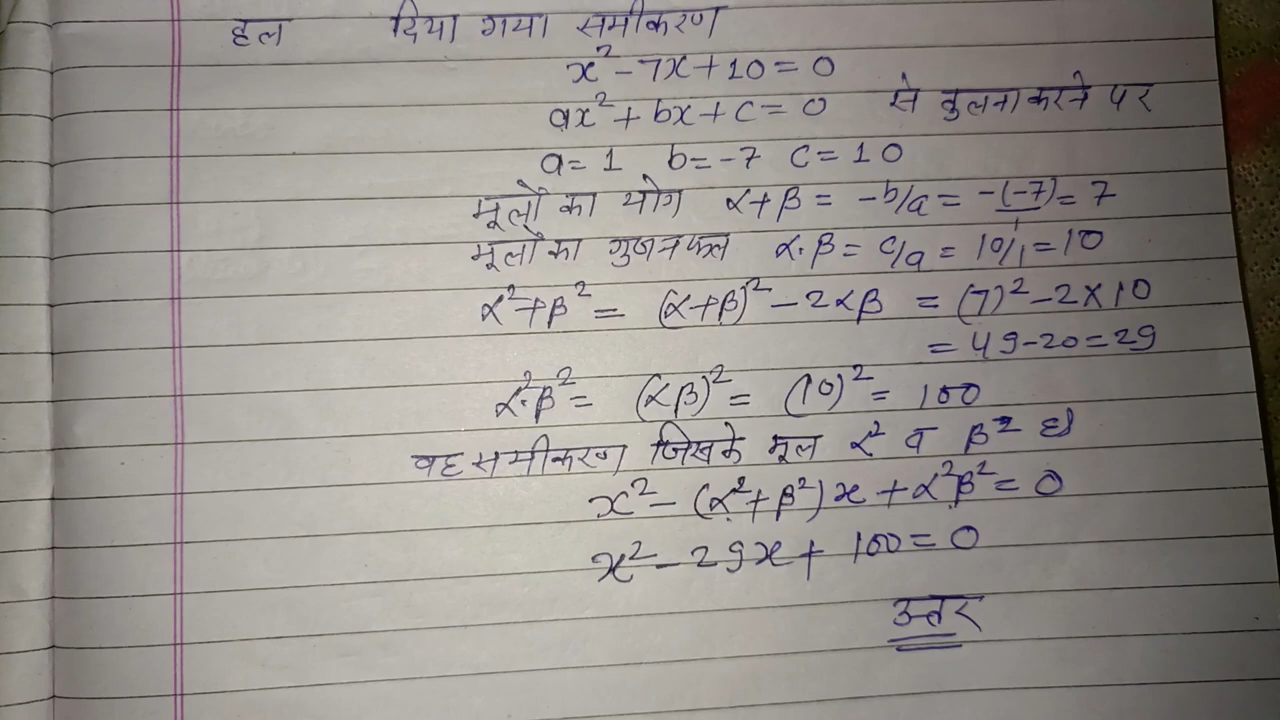 हल दिया गया समीकरण
x² - 7x + 10 = 0
ax² + bx + c = 0 से तुलना करने पर
a = 1 b = -7 c = 10
मूलों का योग α+β = -b/a = -(-7)/1 = 7
मूलों का गुणनफल α.β = c/a = 10/1 = 10
α²+β² = (α+β)² - 2αβ = (7)² - 2×10
= 49-20 = 29
α².β² = (αβ)² = (10)² = 100
वह समीकरण जिसके मूल α² व β² है
x² - (α²+β²)x + α²β² = 0
x² - 29x + 100 = 0
उत्तर